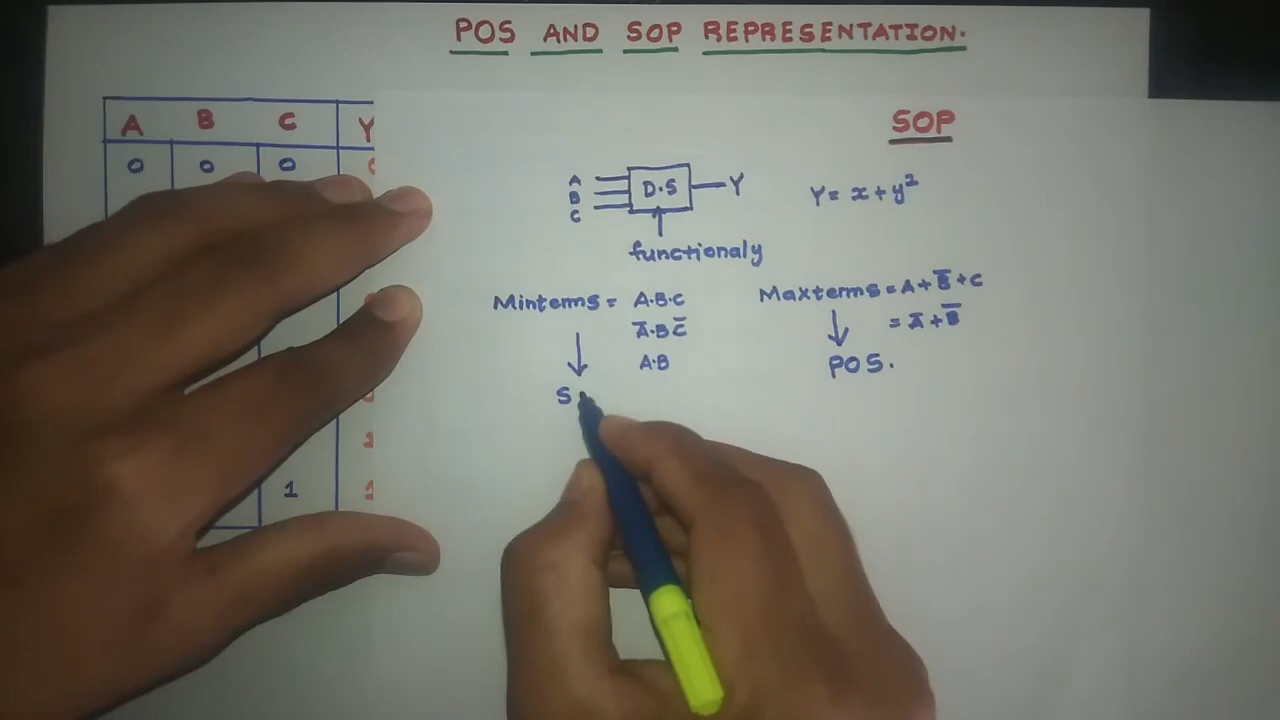 POS AND SOP REPRESENTATION.
A B C Y
0 0 0
1
SOP
A
B
C
D.S
Y
Y= x+y²
functionaly
Minterms = A·B·C
A̅·B C̅
A·B
S
Maxterms = A+B̅+C
= A̅+B̅
POS.